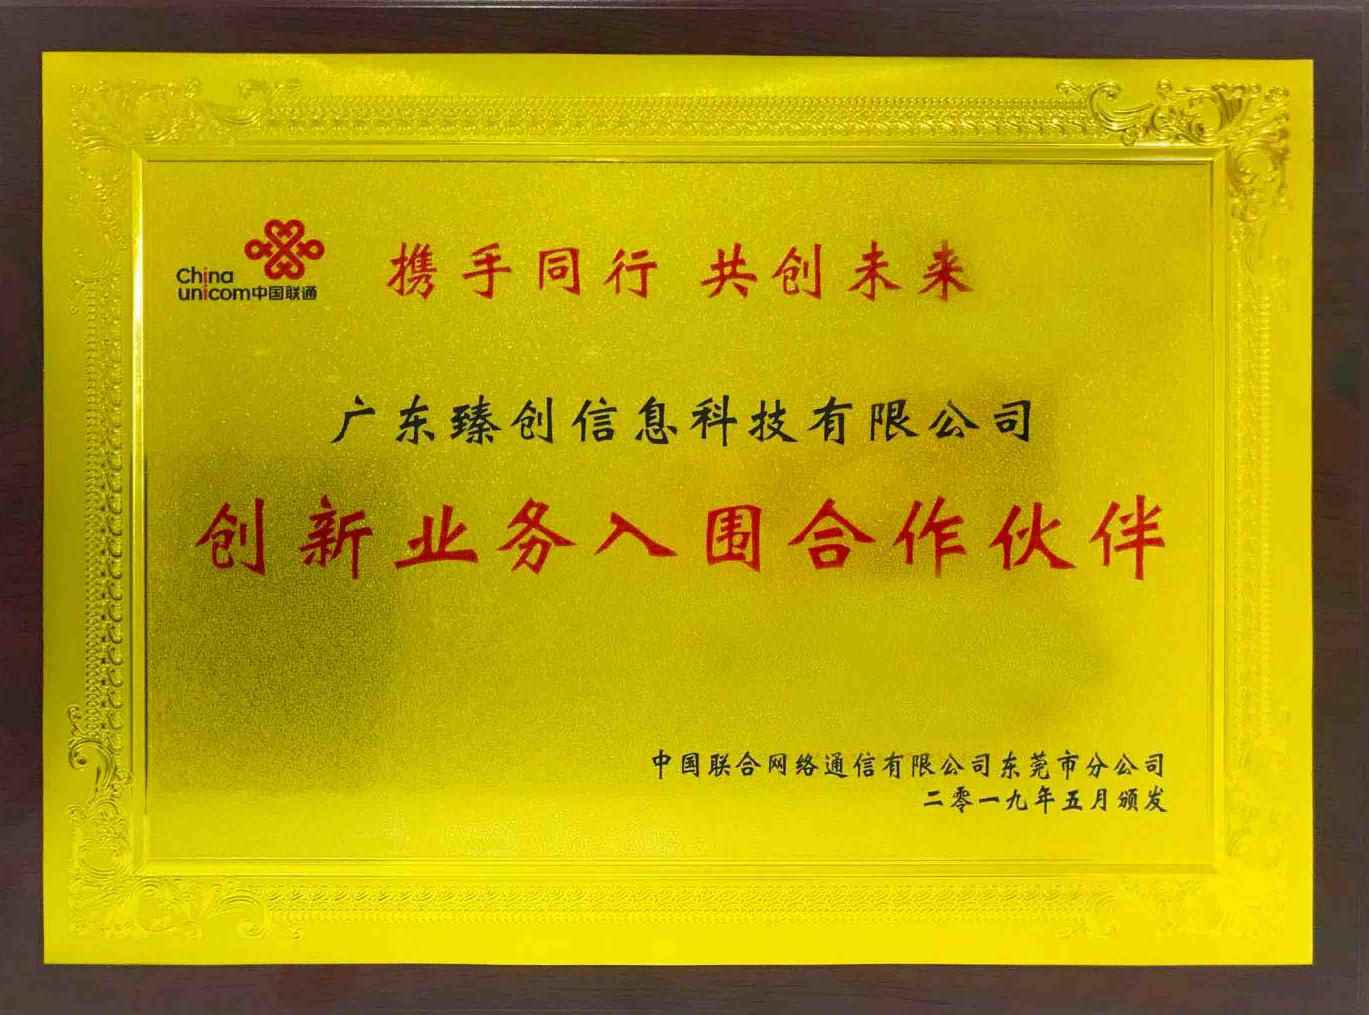 China
unicom中国联通
携手同行 共创未来
广东臻创信息科技有限公司
创新业务入围合作伙伴
中国联合网络通信有限公司东莞市分公司
二零一九年五月颁发